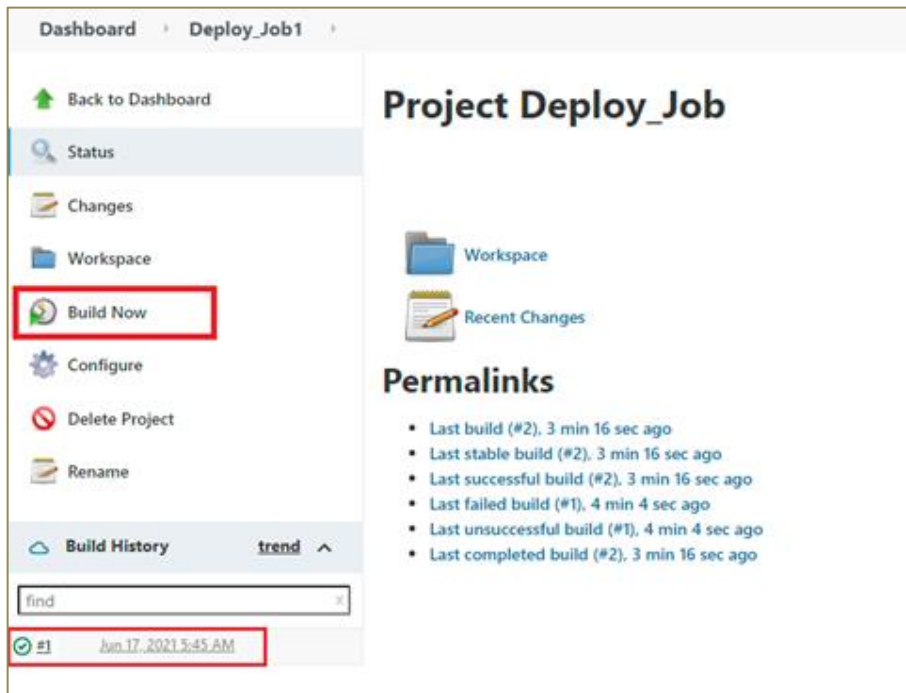 Dashboard
Deploy_Job1
Back to Dashboard
Status
Changes
Workspace
Build Now
Configure
Delete Project
Rename
Build History trend
find x
#1 Jun 17, 2021 5:45 AM
Project Deploy_Job
Workspace
Recent Changes
Permalinks
Last build (#2), 3 min 16 sec ago
Last stable build (#2), 3 min 16 sec ago
Last successful build (#2), 3 min 16 sec ago
Last failed build (#1), 4 min 4 sec ago
Last unsuccessful build (#1), 4 min 4 sec ago
Last completed build (#2), 3 min 16 sec ago